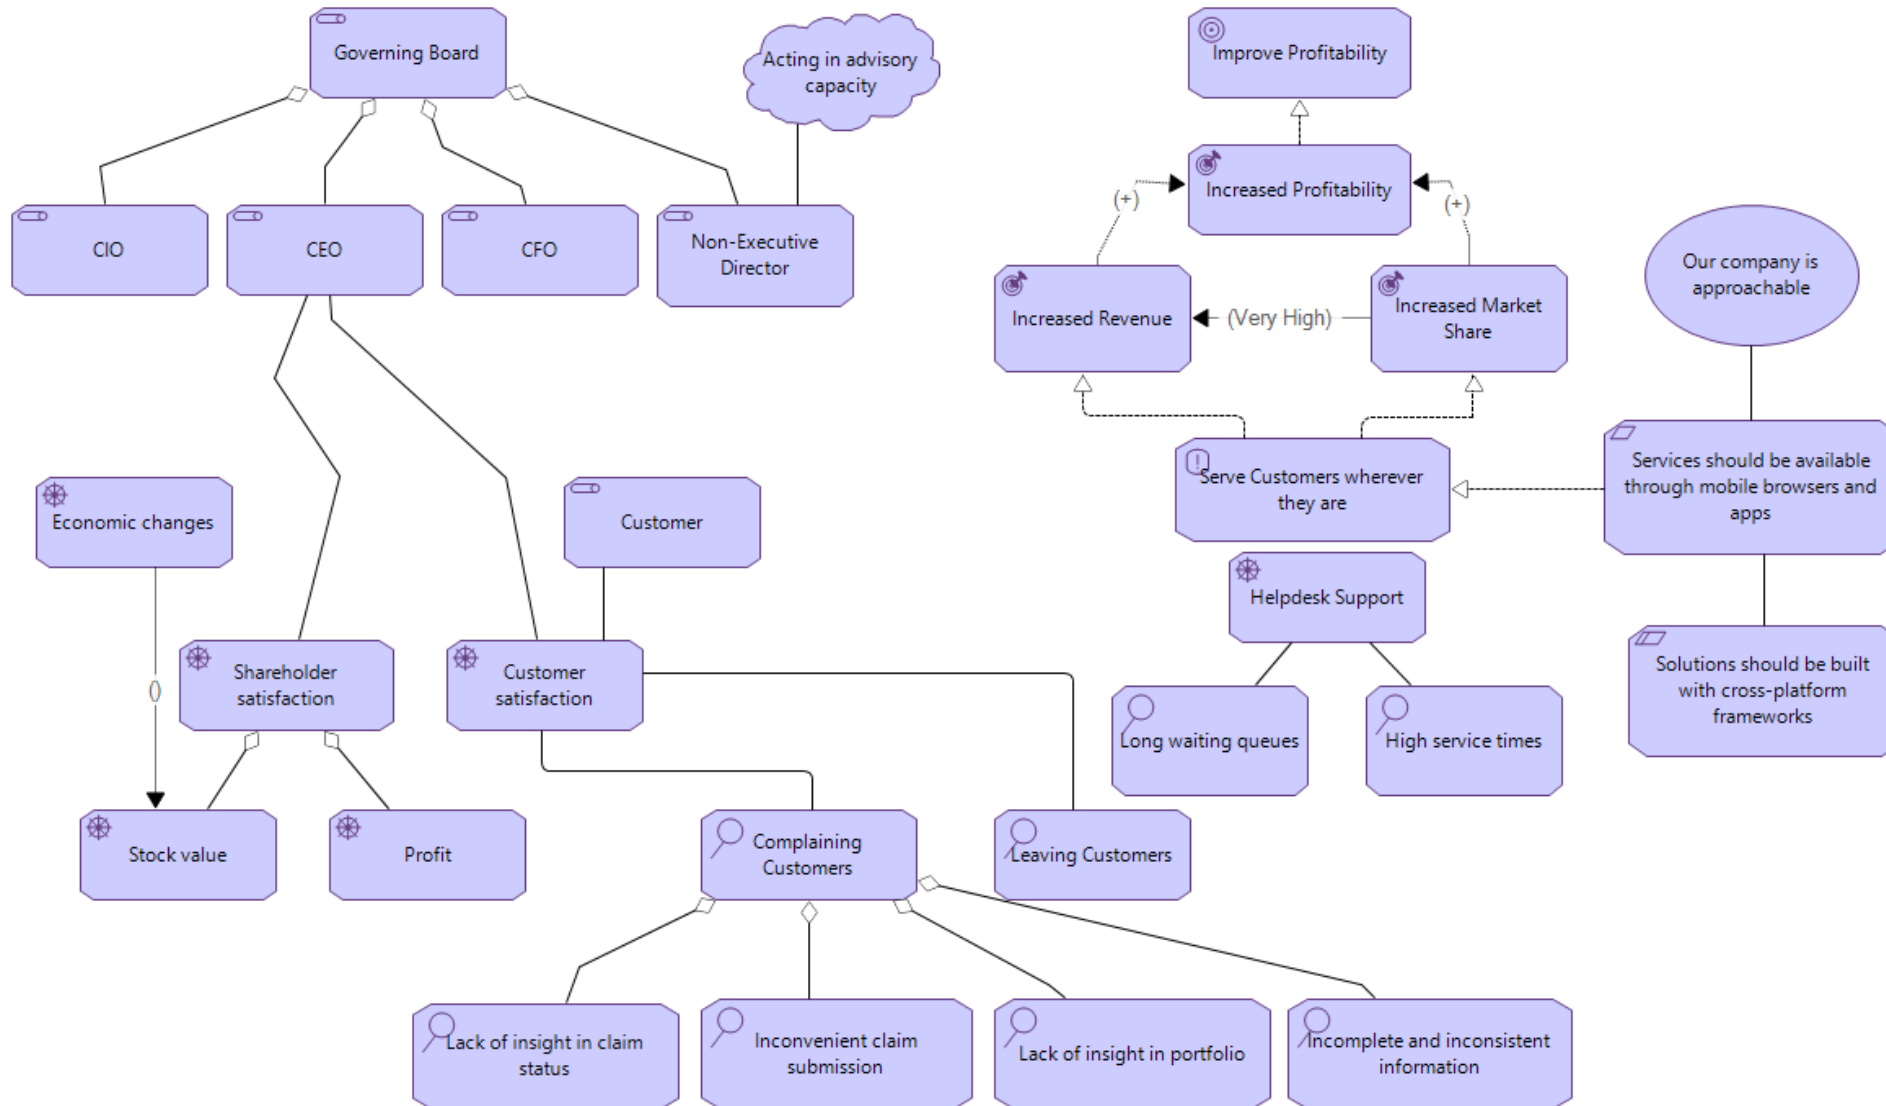 Governing Board
Acting in advisory
capacity
Improve Profitability
Increased Profitability
(+)
(+)
CIO
CEO
CFO
Non-Executive
Director
Increased Revenue
(Very High)
Increased Market
Share
Our company is
approachable
Serve Customers wherever
they are
Services should be available
through mobile browsers and
apps
Economic changes
Customer
Helpdesk Support
Shareholder
satisfaction
Customer
satisfaction
()
Long waiting queues
High service times
Solutions should be built
with cross-platform
frameworks
Stock value
Profit
Complaining
Customers
Leaving Customers
Lack of insight in claim
status
Inconvenient claim
submission
Lack of insight in portfolio
Incomplete and inconsistent
information